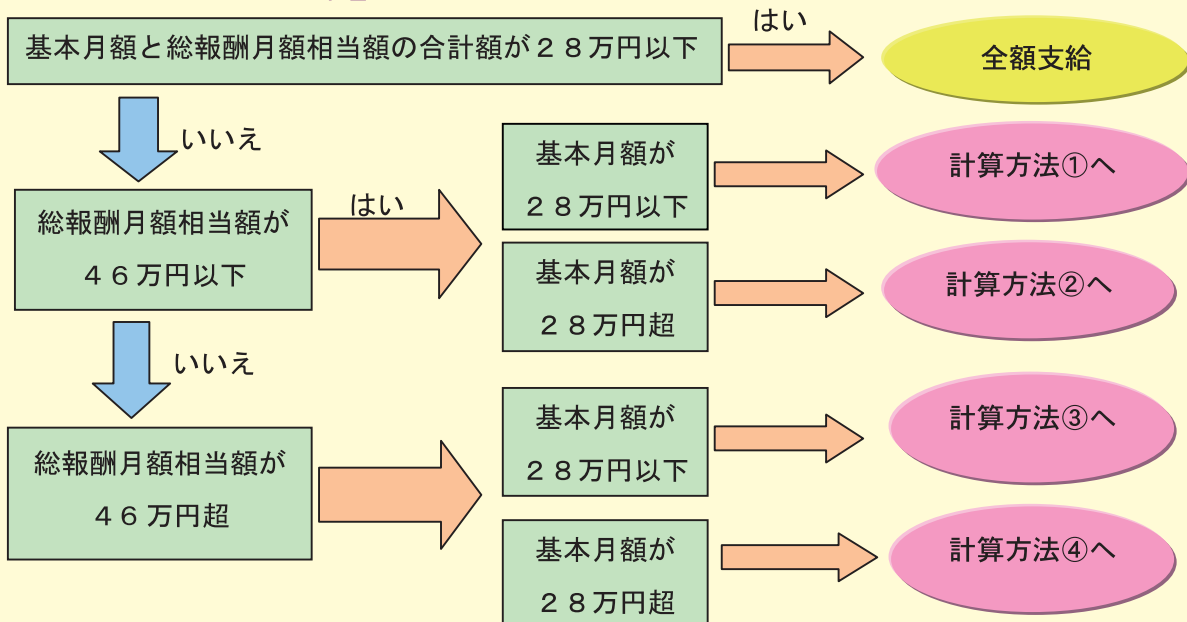 基本月額と総報酬月額相当額の合計額が２８万円以下
はい
全額支給
いいえ
総報酬月額相当額が
４６万円以下
はい
基本月額が
２８万円以下
計算方法①へ
基本月額が
２８万円超
計算方法②へ
いいえ
総報酬月額相当額が
４６万円超
基本月額が
２８万円以下
計算方法③へ
基本月額が
２８万円超
計算方法④へ